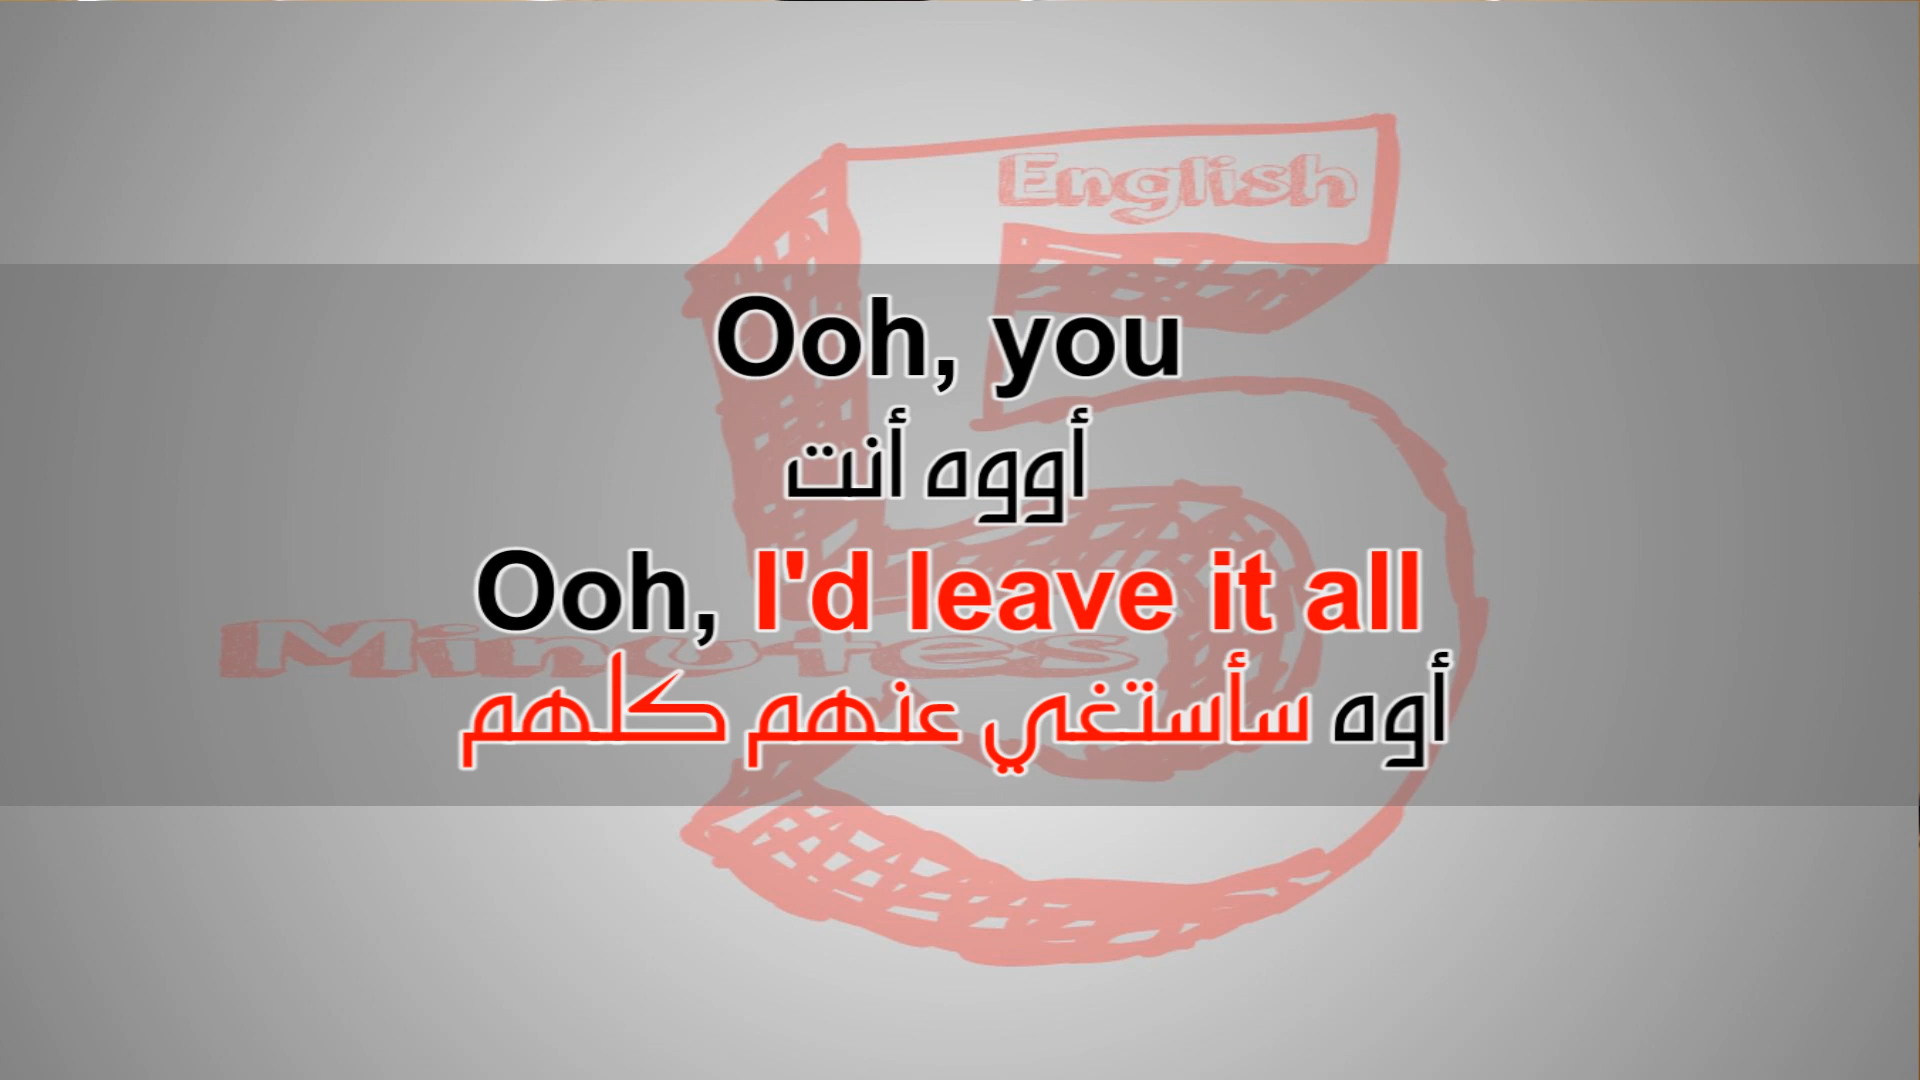 English
Ooh, you
أووه أنت
Ooh, I'd leave it all
Minutes
أوه سأستغي عنهم كلهم